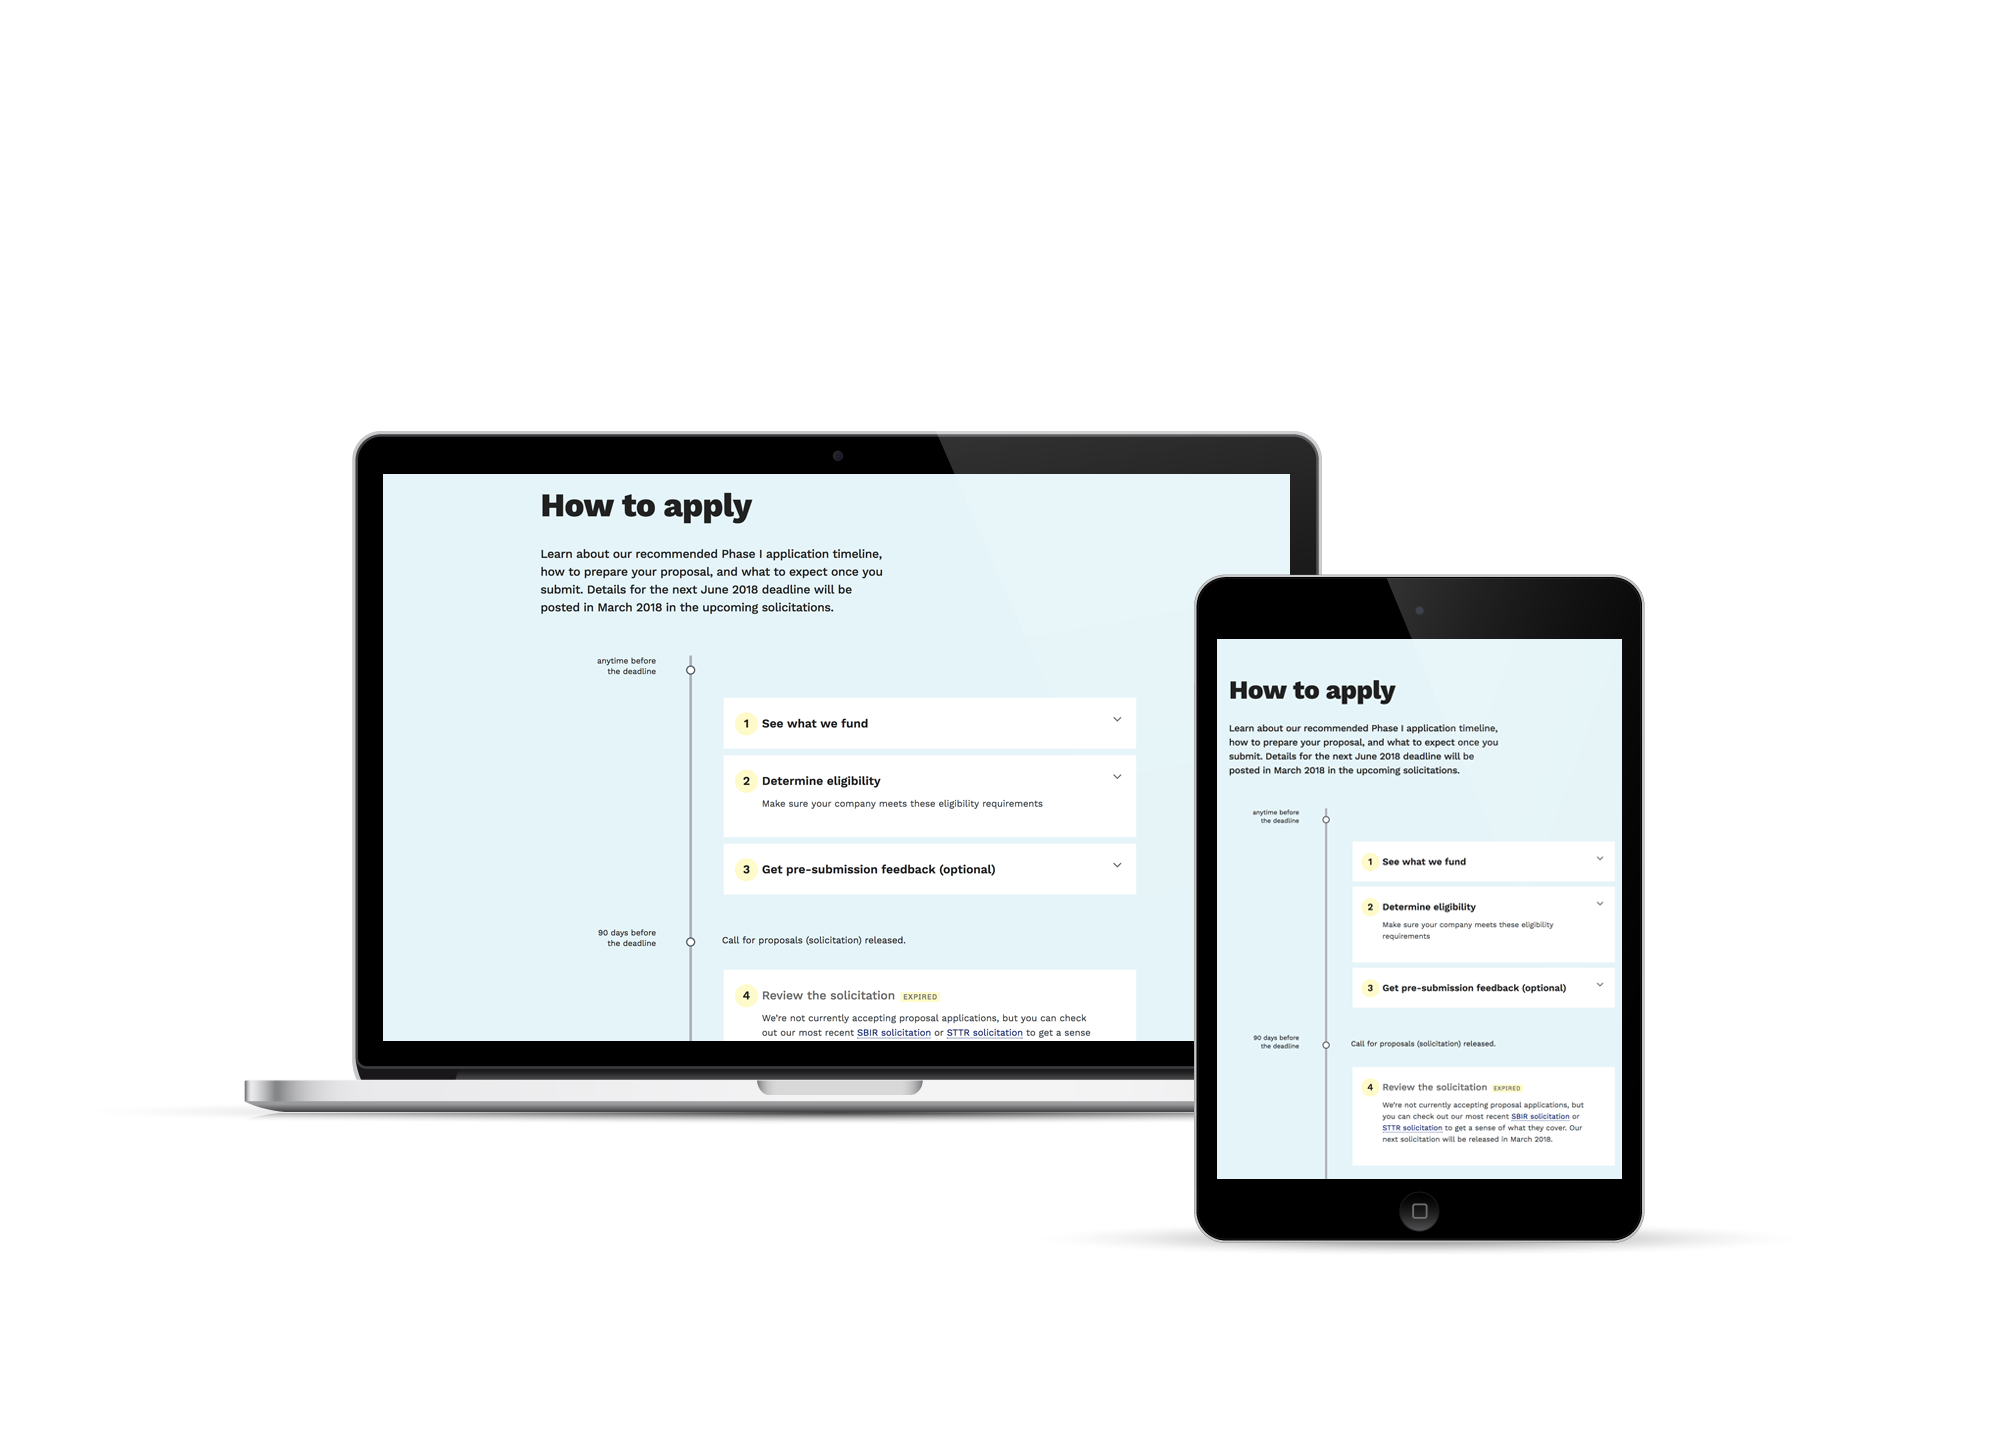 How to apply
Learn about our recommended Phase I application timeline,
how to prepare your proposal, and what to expect once you
submit. Details for the next June 2018 deadline will be
posted in March 2018 in the upcoming solicitations.
anytime before
the deadline
1 See what we fund
2 Determine eligibility
Make sure your company meets these eligibility requirements
3 Get pre-submission feedback (optional)
90 days before
the deadline
Call for proposals (solicitation) released.
4 Review the solicitation EXPIRED
We're not currently accepting proposal applications, but you can check
out our most recent SBIR solicitation or STTR solicitation to get a sense
How to apply
Learn about our recommended Phase I application timeline,
how to prepare your proposal, and what to expect once you
submit. Details for the next June 2018 deadline will be
posted in March 2018 in the upcoming solicitations.
anytime before
the deadline
1 See what we fund
2 Determine eligibility
Make sure your company meets these eligibility
requirements
3 Get pre-submission feedback (optional)
90 days before
the deadline
Call for proposals (solicitation) released.
4 Review the solicitation EXPIRED
We're not currently accepting proposal applications, but
you can check out our most recent SBIR solicitation or
STTR solicitation to get a sense of what they cover. Our
next solicitation will be released in March 2018.